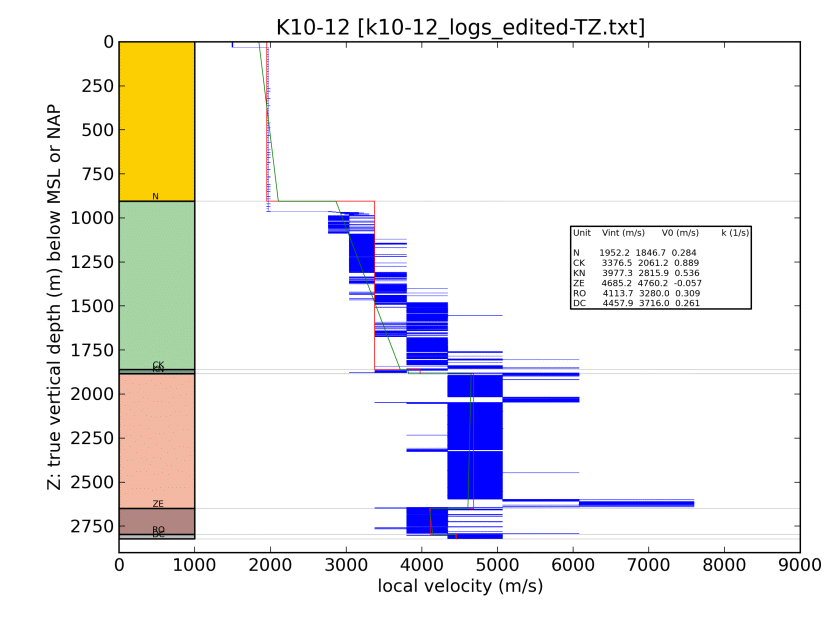 K10-12 [k10-12_logs_edited-TZ.txt]
0
250
500
750
1000
1250
1500
1750
2000
2250
2500
2750
Z: true vertical depth (m) below MSL or NAP
N
CK
KN
ZE
RO
DC
Unit Vint (m/s) V0 (m/s) k (1/s)
N 1952.2 1846.7 0.284
CK 3376.5 2061.2 0.889
KN 3977.3 2815.9 0.536
ZE 4685.2 4760.2 -0.057
RO 4113.7 3280.0 0.309
DC 4457.9 3716.0 0.261
0 1000 2000 3000 4000 5000 6000 7000 8000 9000
local velocity (m/s)